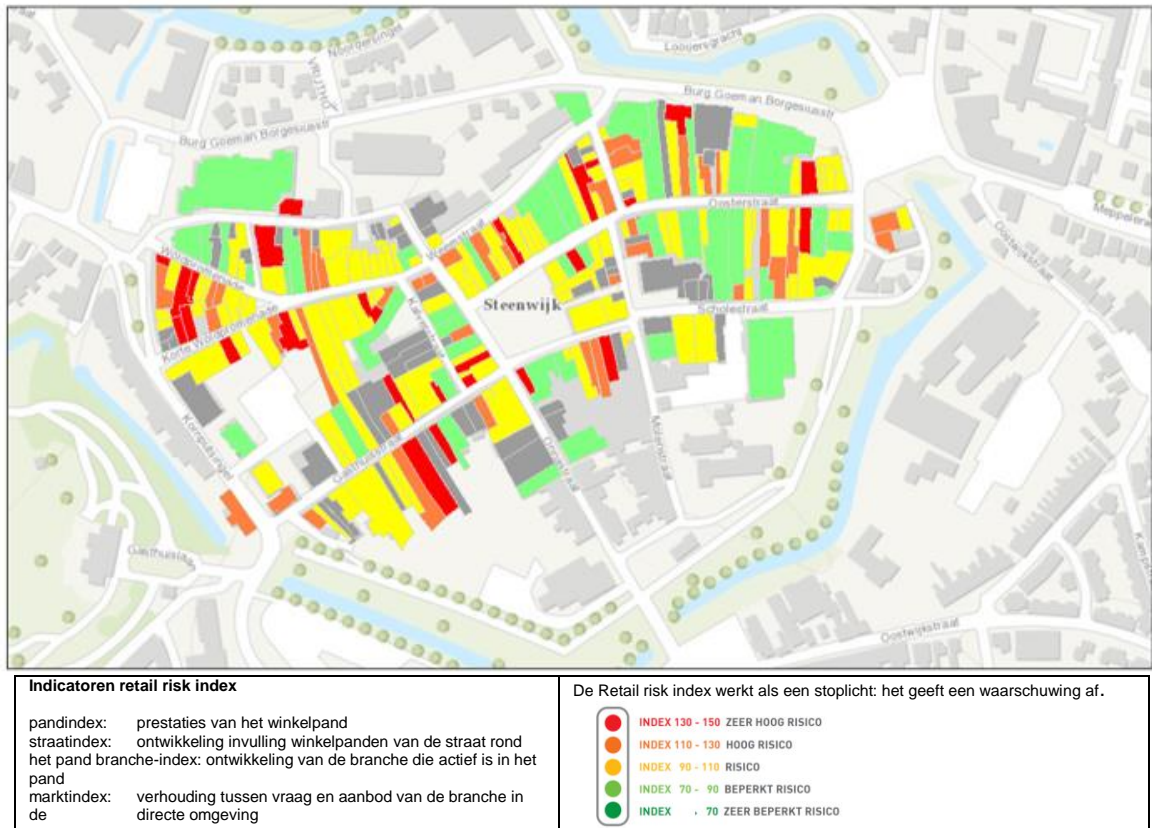 Looijersgracht
Noordersingel
Burg Goeman Borgesiusstr
Burg Goeman Borgesiusstr
Meppelerweg
Oosterstraat
Oostwijkstraat
Woldstraat
Woldpromenade
Steenwijk
Scholestraat
Korte Woldpromenade
Kornputsingel
Gasthuisstraat
Gasthuislaan
Oostwijkstraat
Indicatoren retail risk index
pandindex: prestaties van het winkelpand
straatindex: ontwikkeling invulling winkelpanden van de straat rond
het pand branche-index: ontwikkeling van de branche die actief is in het
pand
marktindex: verhouding tussen vraag en aanbod van de branche in
de directe omgeving
De Retail risk index werkt als een stoplicht: het geeft een waarschuwing af.
INDEX 130 - 150 ZEER HOOG RISICO
INDEX 110 - 130 HOOG RISICO
INDEX 90 - 110 RISICO
INDEX 70 - 90 BEPERKT RISICO
INDEX . 70 ZEER BEPERKT RISICO